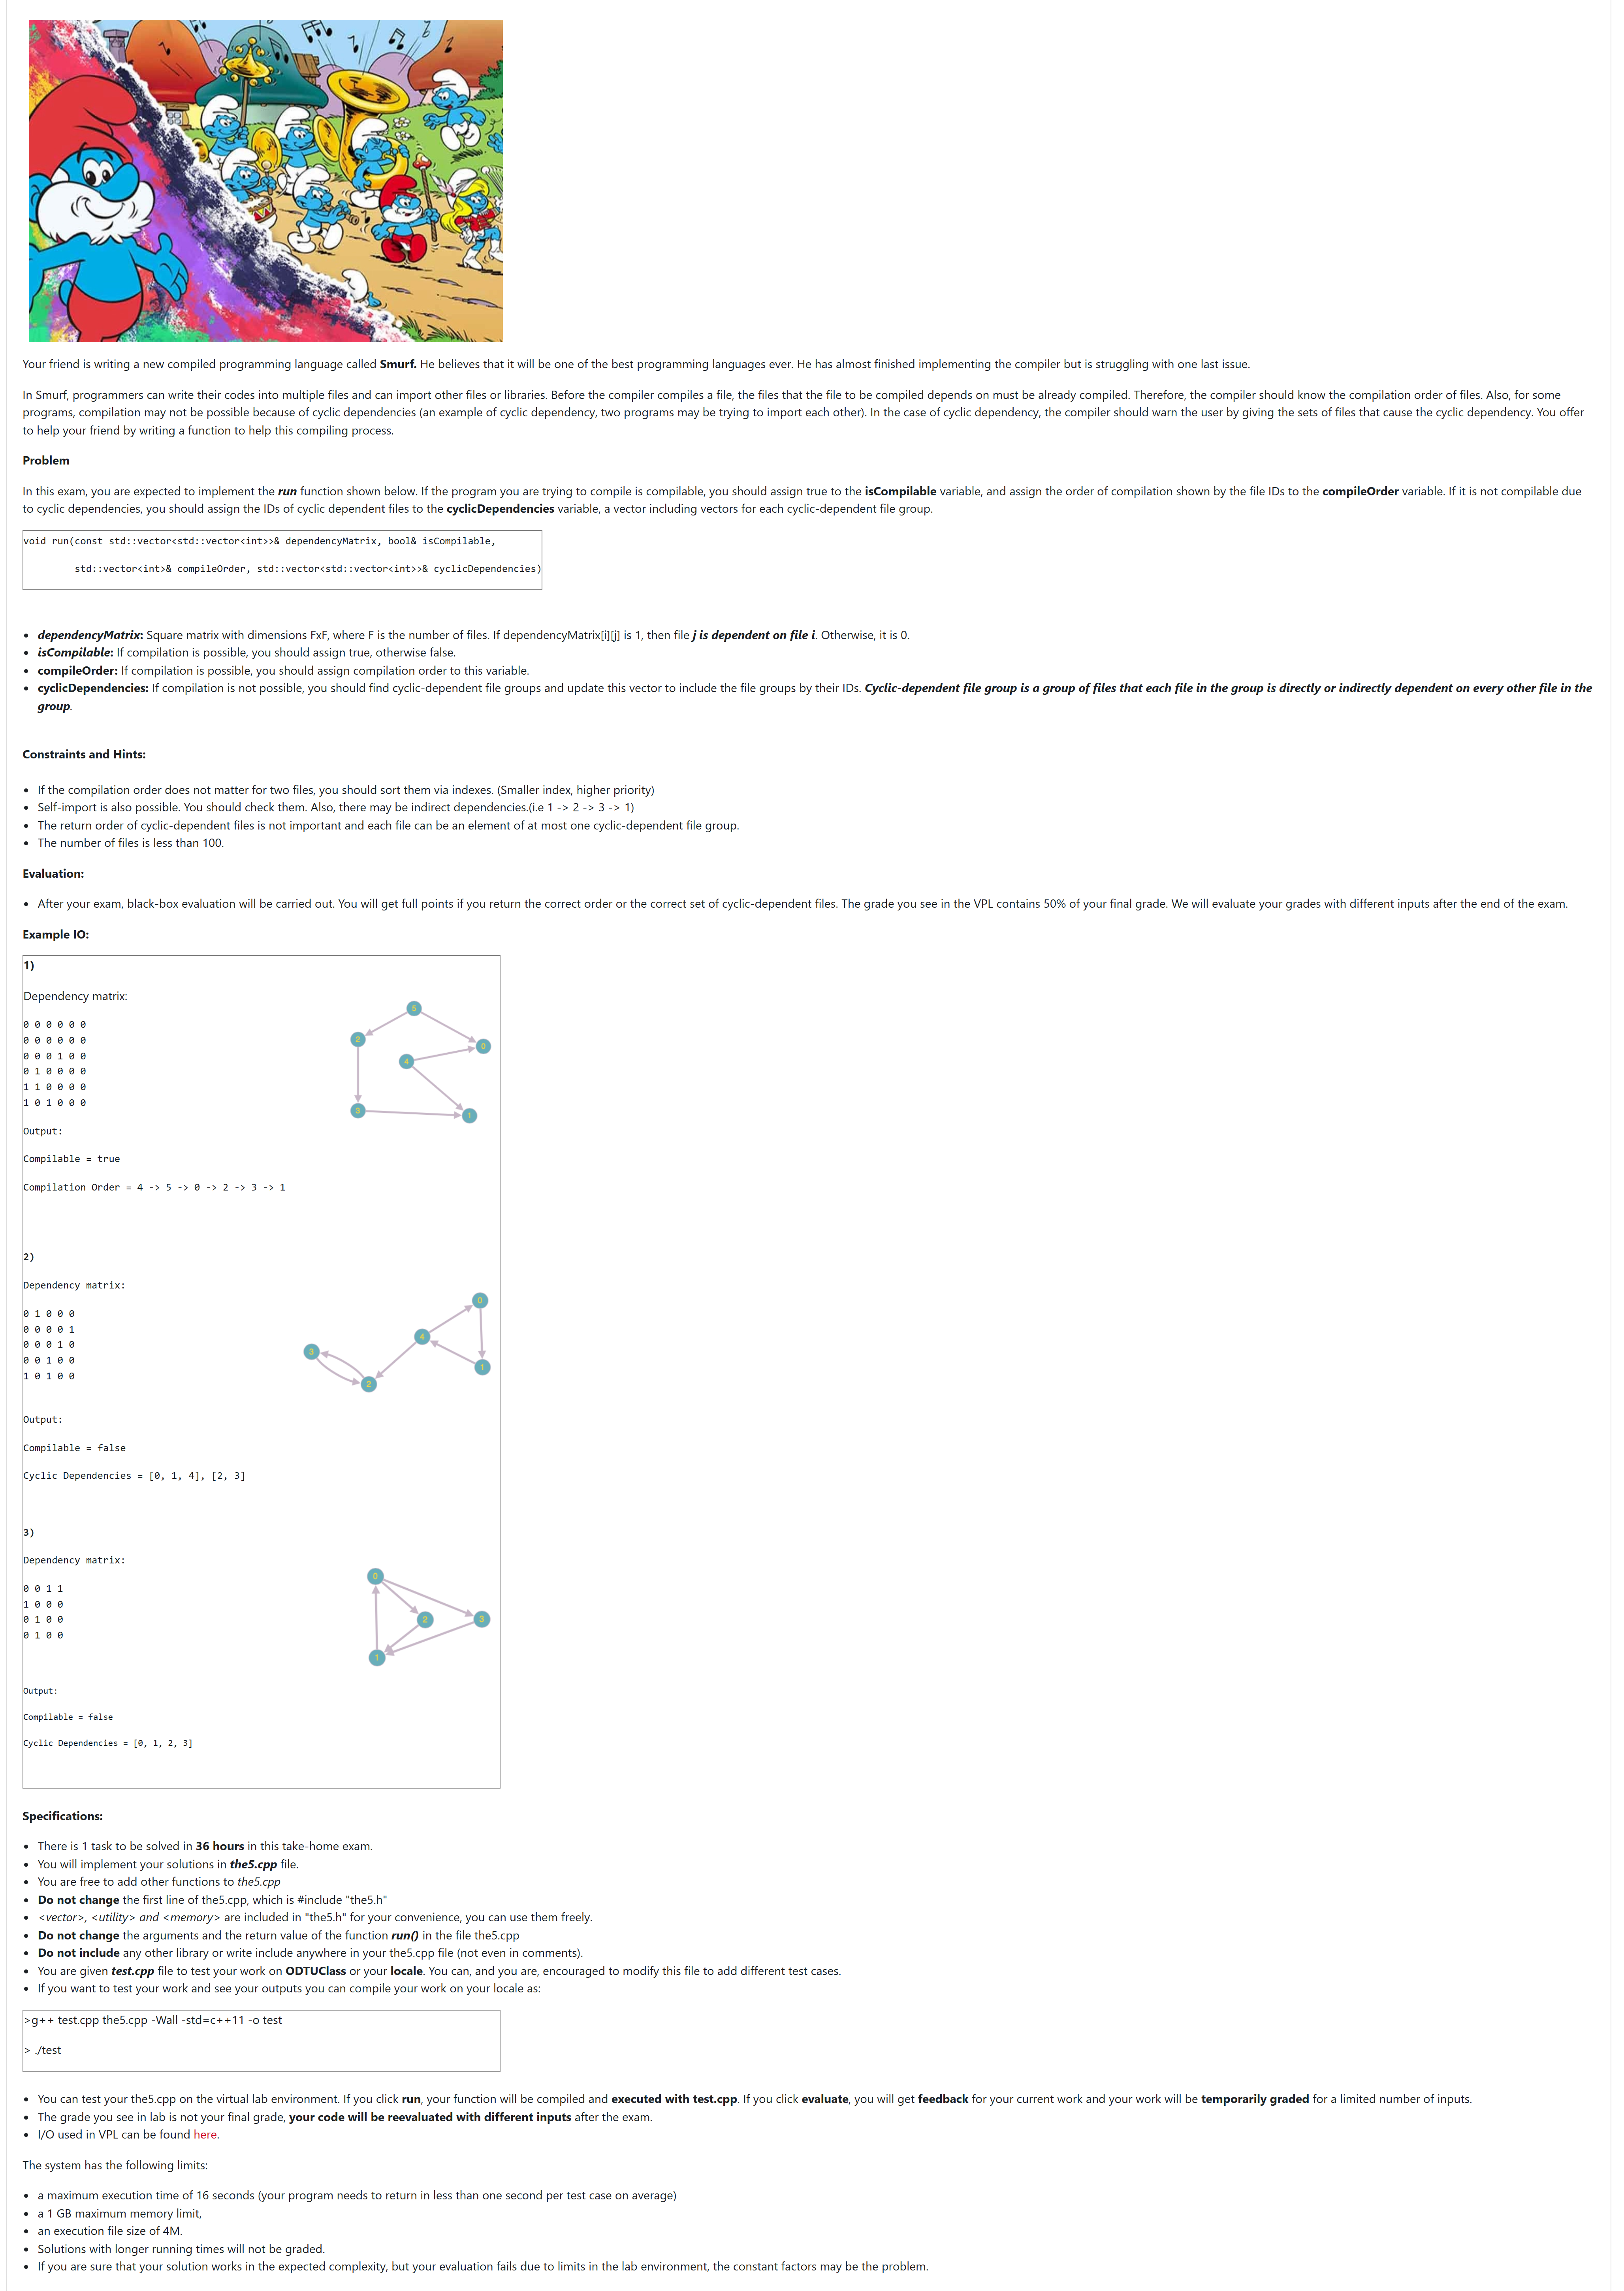 Your friend is writing a new compiled programming language called Smurf. He believes that it will be one of the best programming languages ever. He has almost finished implementing the compiler but is struggling with one last issue.
In Smurf, programmers can write their codes into multiple files and can import other files or libraries. Before the compiler compiles a file, the files that the file to be compiled depends on must be already compiled. Therefore, the compiler should know the compilation order of files. Also, for some
programs, compilation may not be possible because of cyclic dependencies (an example of cyclic dependency, two programs may be trying to import each other). In the case of cyclic dependency, the compiler should warn the user by giving the sets of files that cause the cyclic dependency. You offer
to help your friend by writing a function to help this compiling process.
Problem
In this exam, you are expected to implement the run function shown below. If the program you are trying to compile is compilable, you should assign true to the isCompilable variable, and assign the order of compilation shown by the file IDs to the compileOrder variable. If it is not compilable due
to cyclic dependencies, you should assign the IDs of cyclic dependent files to the cyclicDependencies variable, a vector including vectors for each cyclic-dependent file group.
void run(const std::vector<std::vector<int>>& dependencyMatrix, bool& isCompilable,
std::vector<int>& compileOrder, std::vector<std::vector<int>>& cyclicDependencies)
• dependencyMatrix: Square matrix with dimensions FxF, where F is the number of files. If dependencyMatrix[i][j] is 1, then file j is dependent on file i. Otherwise, it is 0.
• isCompilable: If compilation is possible, you should assign true, otherwise false.
• compileOrder: If compilation is possible, you should assign compilation order to this variable.
• cyclicDependencies: If compilation is not possible, you should find cyclic-dependent file groups and update this vector to include the file groups by their IDs. Cyclic-dependent file group is a group of files that each file in the group is directly or indirectly dependent on every other file in the
group.
Constraints and Hints:
• If the compilation order does not matter for two files, you should sort them via indexes. (Smaller index, higher priority)
• Self-import is also possible. You should check them. Also, there may be indirect dependencies.(i.e 1 -> 2 -> 3 -> 1)
• The return order of cyclic-dependent files is not important and each file can be an element of at most one cyclic-dependent file group.
• The number of files is less than 100.
Evaluation:
• After your exam, black-box evaluation will be carried out. You will get full points if you return the correct order or the correct set of cyclic-dependent files. The grade you see in the VPL contains 50% of your final grade. We will evaluate your grades with different inputs after the end of the exam.
Example IO:
1)
Dependency matrix:
0 0 0 0 0 0
0 0 0 0 0 0
0 0 0 1 0 0
0 1 0 0 0 0
1 1 0 0 0 0
1 0 1 0 0 0
5
2
0
4
3
1
Output:
Compilable = true
Compilation Order = 4 -> 5 -> 0 -> 2 -> 3 -> 1
2)
Dependency matrix:
0 1 0 0 0
0 0 0 0 1
0 0 0 1 0
0 0 1 0 0
1 0 1 0 0
0
4
3
1
2
Output:
Compilable = false
Cyclic Dependencies = [0, 1, 4], [2, 3]
3)
Dependency matrix:
0 0 1 1
1 0 0 0
0 1 0 0
0 1 0 0
0
2
3
1
Output:
Compilable = false
Cyclic Dependencies = [0, 1, 2, 3]
Specifications:
• There is 1 task to be solved in 36 hours in this take-home exam.
• You will implement your solutions in the5.cpp file.
• You are free to add other functions to the5.cpp
• Do not change the first line of the5.cpp, which is #include "the5.h"
• <vector>, <utility> and <memory> are included in "the5.h" for your convenience, you can use them freely.
• Do not change the arguments and the return value of the function run() in the file the5.cpp
• Do not include any other library or write include anywhere in your the5.cpp file (not even in comments).
• You are given test.cpp file to test your work on ODTUClass or your locale. You can, and you are, encouraged to modify this file to add different test cases.
• If you want to test your work and see your outputs you can compile your work on your locale as:
>g++ test.cpp the5.cpp -Wall -std=c++11 -o test
> ./test
• You can test your the5.cpp on the virtual lab environment. If you click run, your function will be compiled and executed with test.cpp. If you click evaluate, you will get feedback for your current work and your work will be temporarily graded for a limited number of inputs.
• The grade you see in lab is not your final grade, your code will be reevaluated with different inputs after the exam.
• I/O used in VPL can be found here.
The system has the following limits:
• a maximum execution time of 16 seconds (your program needs to return in less than one second per test case on average)
• a 1 GB maximum memory limit,
• an execution file size of 4M.
• Solutions with longer running times will not be graded.
• If you are sure that your solution works in the expected complexity, but your evaluation fails due to limits in the lab environment, the constant factors may be the problem.